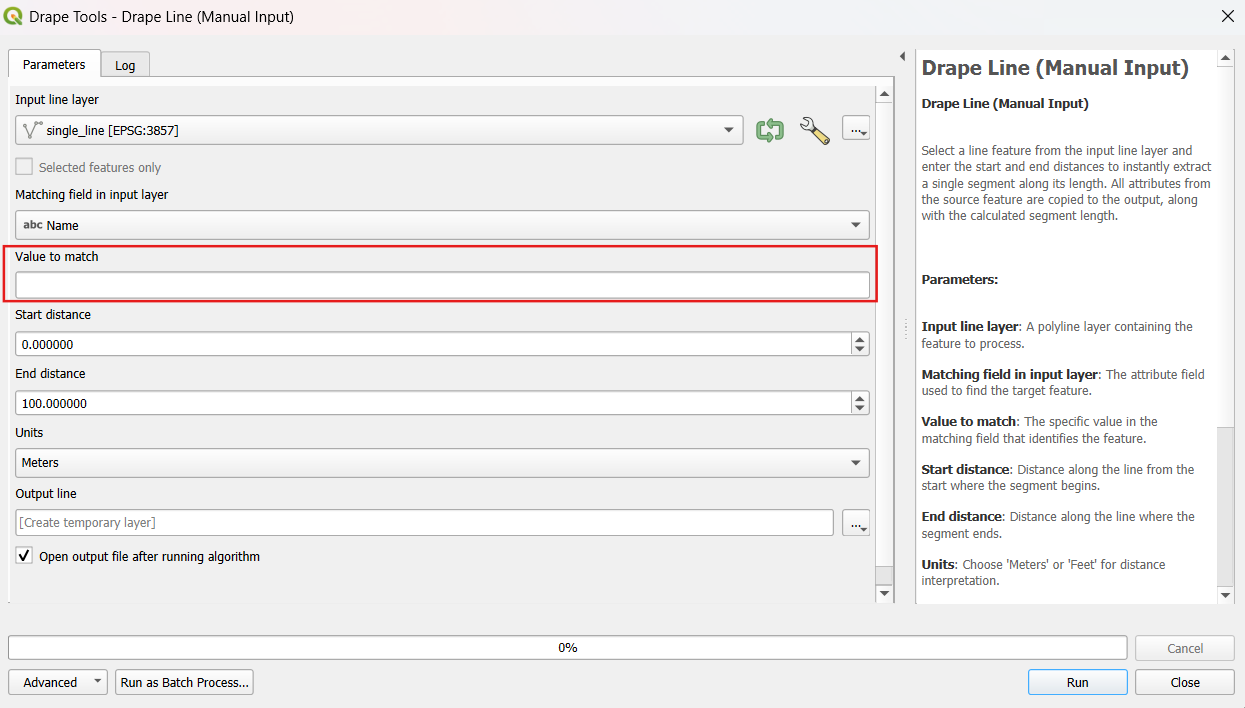 Drape Tools - Drape Line (Manual Input)
Parameters
Log
Input line layer
single_line [EPSG:3857]
...
Selected features only
Matching field in input layer
abc Name
Value to match
Start distance
0.000000
End distance
100.000000
Units
Meters
Output line
[Create temporary layer]
...
Open output file after running algorithm
Drape Line (Manual Input)
Drape Line (Manual Input)
Select a line feature from the input line layer and
enter the start and end distances to instantly extract
a single segment along its length. All attributes from
the source feature are copied to the output, along
with the calculated segment length.
Parameters:
Input line layer: A polyline layer containing the
feature to process.
Matching field in input layer: The attribute field
used to find the target feature.
Value to match: The specific value in the
matching field that identifies the feature.
Start distance: Distance along the line from the
start where the segment begins.
End distance: Distance along the line where the
segment ends.
Units: Choose 'Meters' or 'Feet' for distance
interpretation.
0%
Cancel
Advanced
Run as Batch Process...
Run
Close